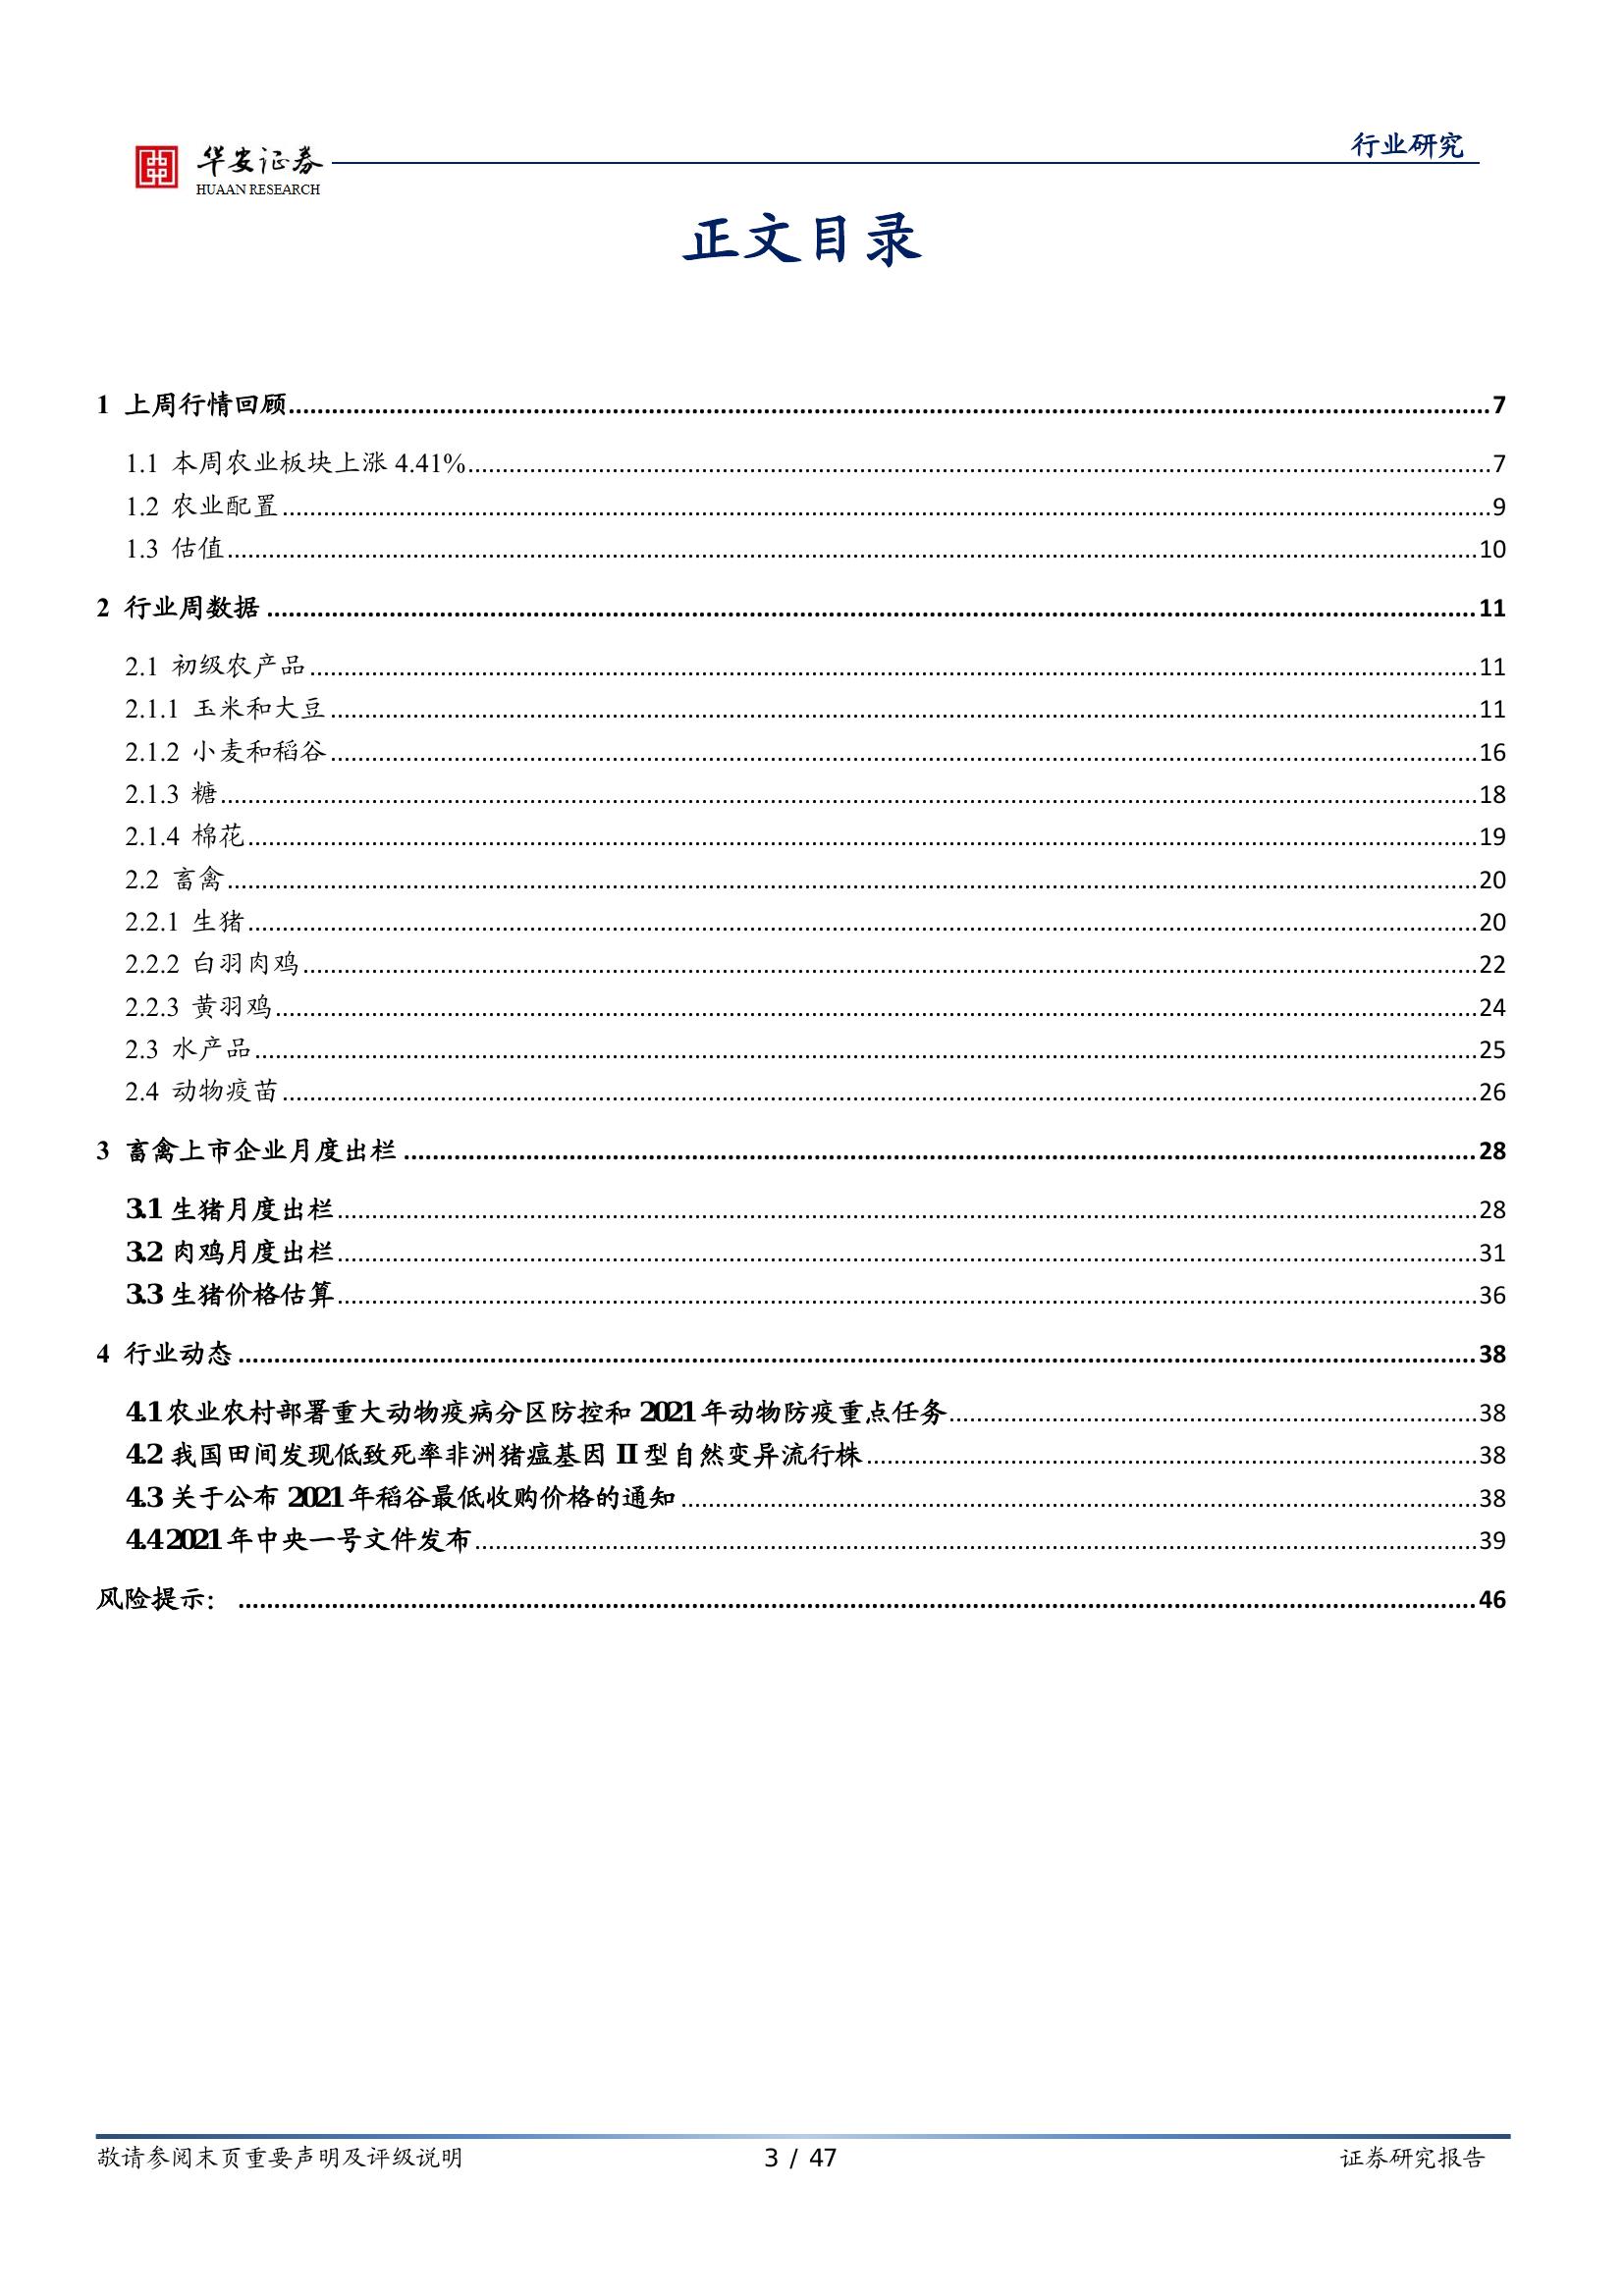 行业研究
华安证券
HUAAN RESEARCH
正文目录
1 上周行情回顾........................................7
1.1 本周农业板块上涨 4.41%........................................7
1.2 农业配置........................................9
1.3 估值........................................10
2 行业周数据........................................11
2.1 初级农产品........................................11
2.1.1 玉米和大豆........................................11
2.1.2 小麦和稻谷........................................16
2.1.3 糖........................................18
2.1.4 棉花........................................19
2.2 畜禽........................................20
2.2.1 生猪........................................20
2.2.2 白羽肉鸡........................................22
2.2.3 黄羽鸡........................................24
2.3 水产品........................................25
2.4 动物疫苗........................................26
3 畜禽上市企业月度出栏........................................28
3.1 生猪月度出栏........................................28
3.2 肉鸡月度出栏........................................31
3.3 生猪价格估算........................................36
4 行业动态........................................38
4.1 农业农村部署重大动物疫病分区防控和 2021 年动物防疫重点任务........................................38
4.2 我国田间发现低致死率非洲猪瘟基因 II 型自然变异流行株........................................38
4.3 关于公布 2021 年稻谷最低收购价格的通知........................................38
4.4 2021 年中央一号文件发布........................................39
风险提示：........................................46
敬请参阅末页重要声明及评级说明 3 / 47 证券研究报告